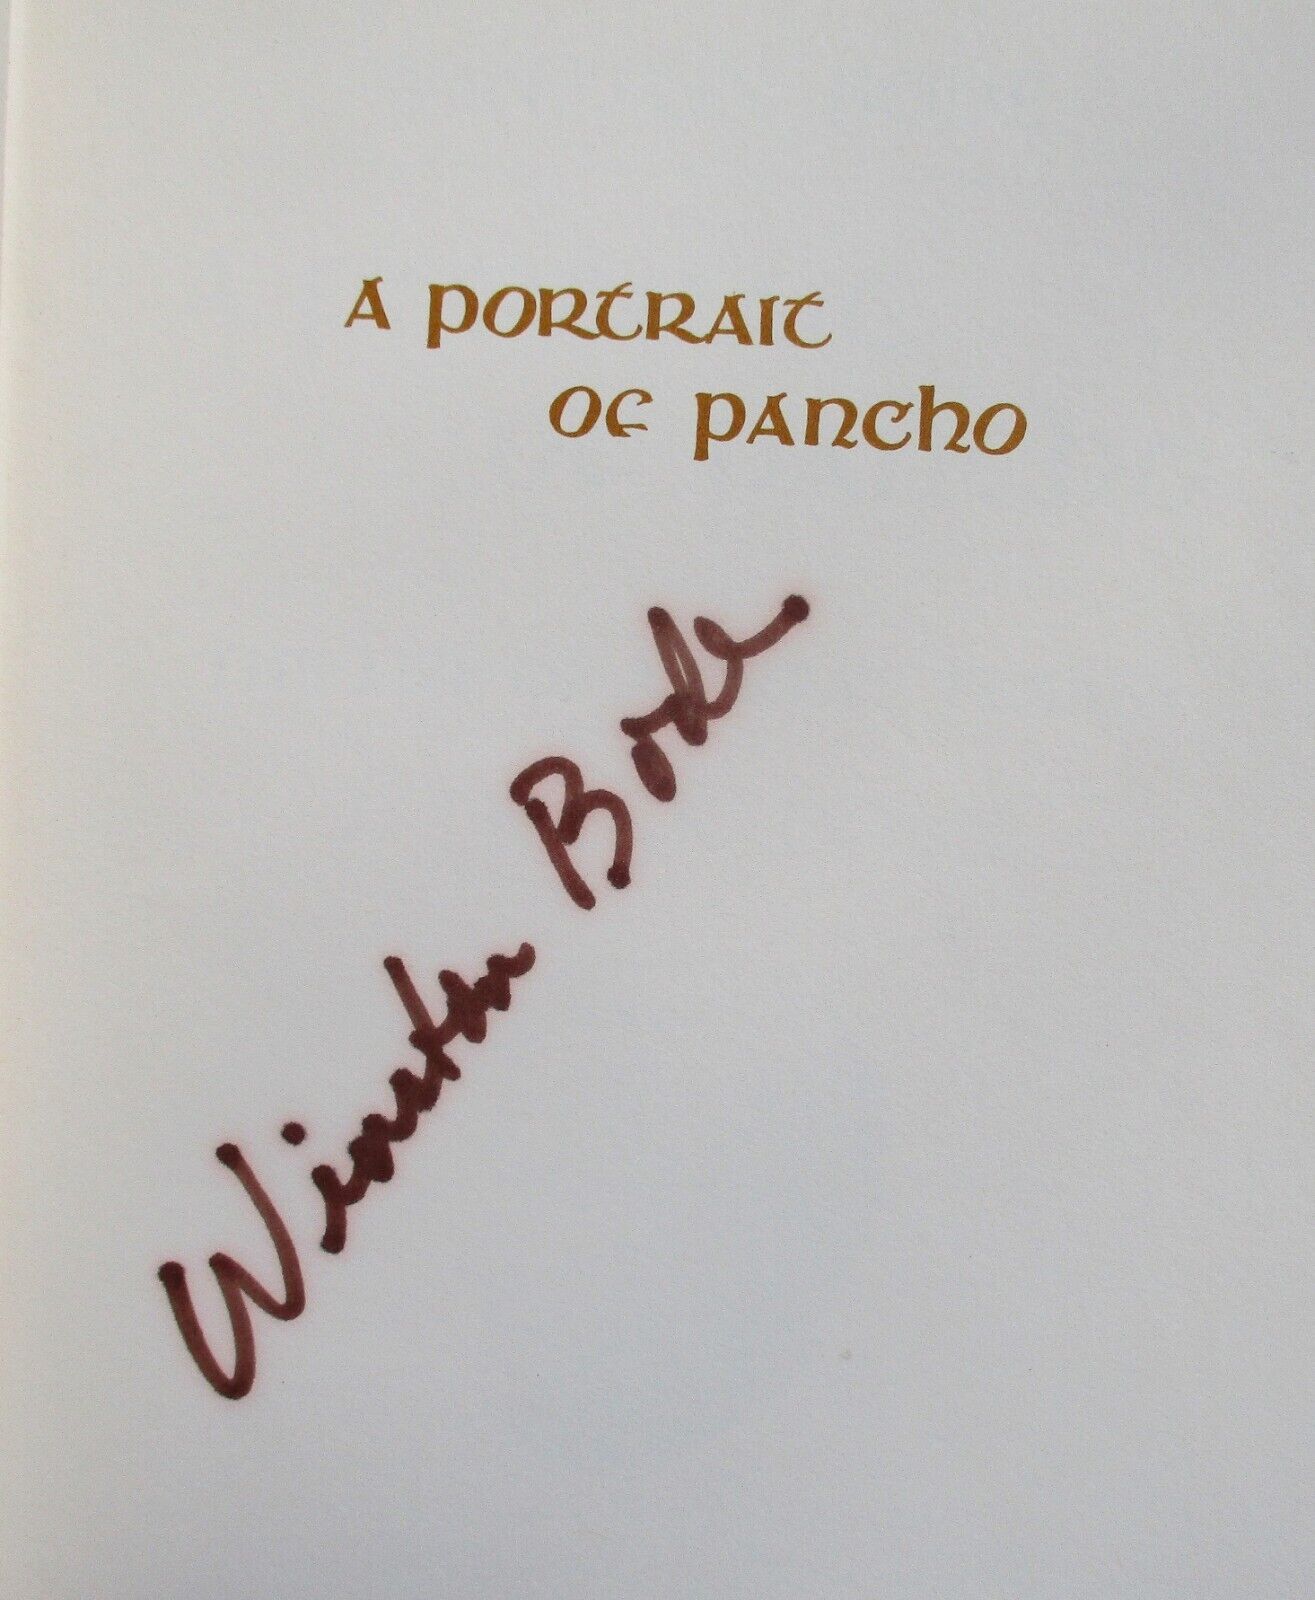 A PORTRAIT
OF PANCHO
Winston Bode